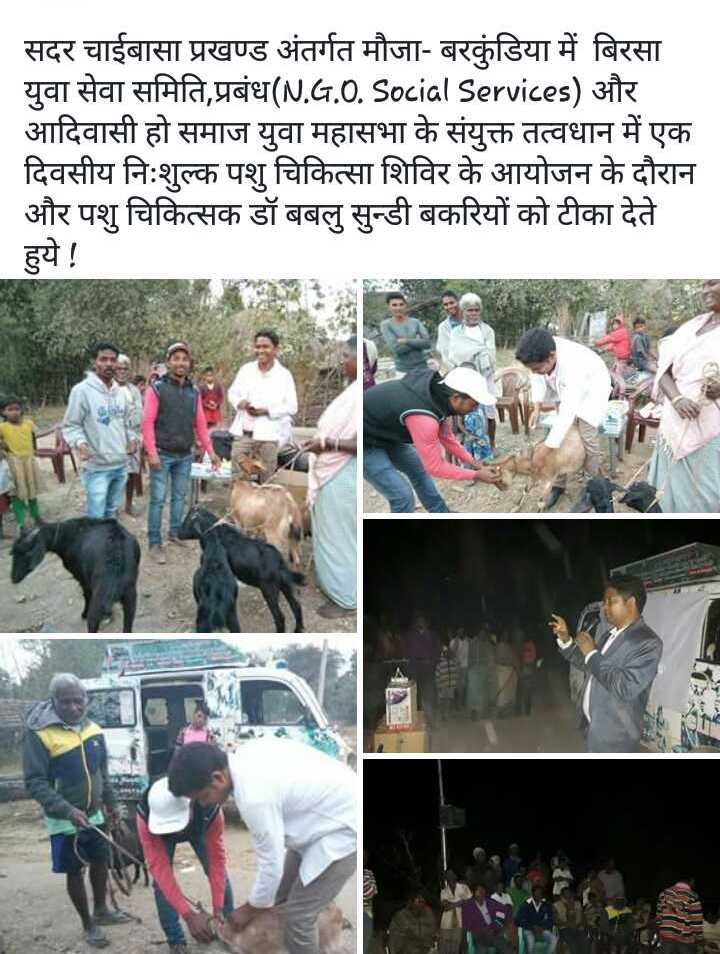 सदर चाईबासा प्रखण्ड अंतर्गत मौजा- बरकुंडिया में बिरसा
युवा सेवा समिति,प्रबंध(N.G.O. Social Services) और
आदिवासी हो समाज युवा महासभा के संयुक्त तत्वधान में एक
दिवसीय निःशुल्क पशु चिकित्सा शिविर के आयोजन के दौरान
और पशु चिकित्सक डॉ बबलु सुन्डी बकरियों को टीका देते
हुये !